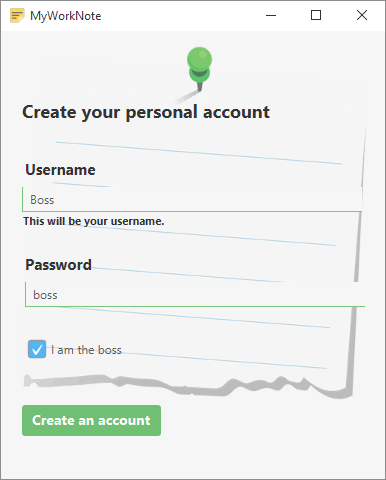 MyWorkNote
Create your personal account
Username
Boss
This will be your username.
Password
boss
I am the boss
Create an account